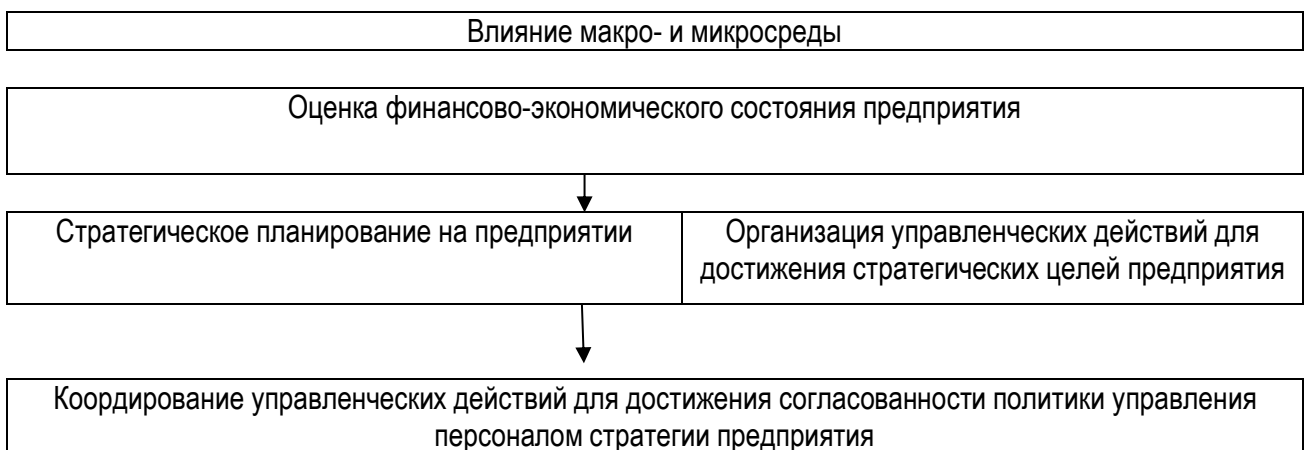 Влияние макро- и микросреды
Оценка финансово-экономического состояния предприятия
Стратегическое планирование на предприятии
Организация управленческих действий для
достижения стратегических целей предприятия
Координирование управленческих действий для достижения согласованности политики управления
персоналом стратегии предприятия